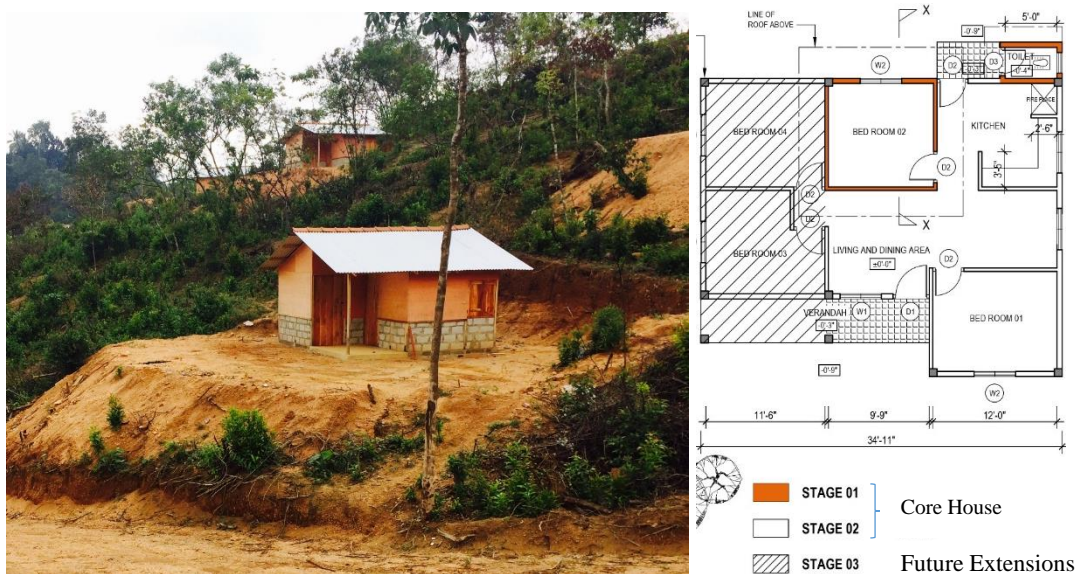 LINE OF
ROOF ABOVE
X
5'-0"
-0'-9"
W2
D2
D3
TOILET
-0'-4"
FIRE PLACE
BED ROOM 04
BED ROOM 02
KITCHEN
2'-6"
3'-6"
D2
D2
D2
X
BED ROOM 03
LIVING AND DINING AREA
±0'-0"
D2
VERANDAH
W1
D1
-0'-3"
BED ROOM 01
-0'-9"
W2
11'-6"
9'-9"
12'-0"
34'-11"
STAGE 01
STAGE 02
Core House
STAGE 03
Future Extensions